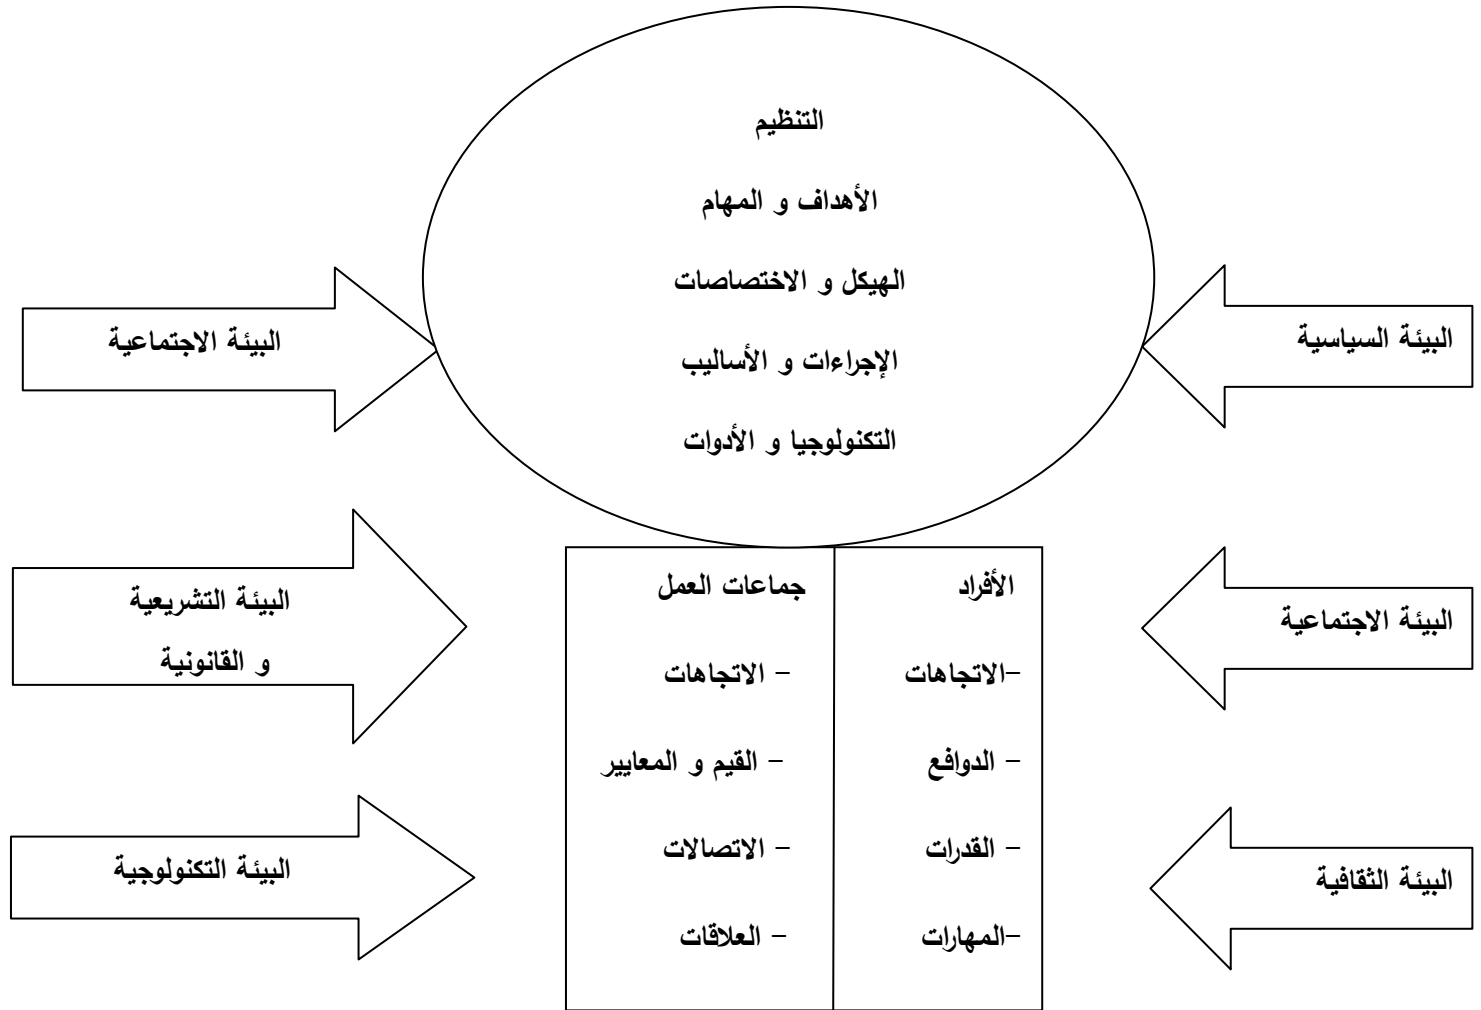 التنظيم
الأهداف و المهام
الهيكل و الاختصاصات
الإجراءات و الأساليب
التكنولوجيا و الأدوات
البيئة السياسية
البيئة الاجتماعية
الأفراد
-الاتجاهات
- الدوافع
- القدرات
-المهارات
جماعات العمل
- الاتجاهات
- القيم و المعايير
- الاتصالات
- العلاقات
البيئة الاجتماعية
البيئة التشريعية
و القانونية
البيئة الثقافية
البيئة التكنولوجية